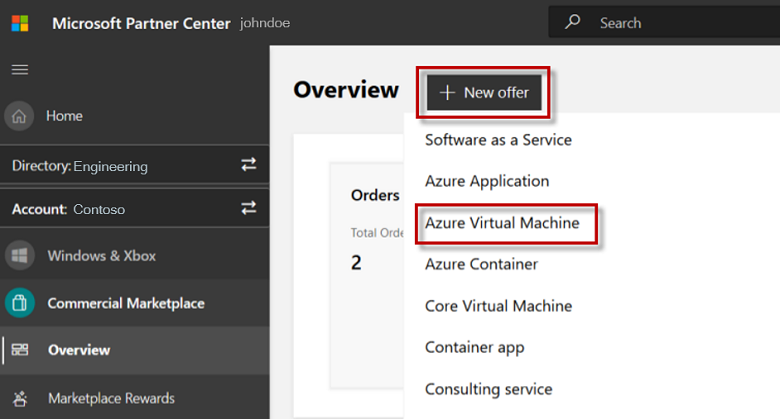 Microsoft Partner Center johndoe
Search
Home
Directory: Engineering
Account: Contoso
Windows & Xbox
Commercial Marketplace
Overview
Marketplace Rewards
Overview
+ New offer
Software as a Service
Azure Application
Azure Virtual Machine
Azure Container
Core Virtual Machine
Container app
Consulting service
Orders
Total Orde
2